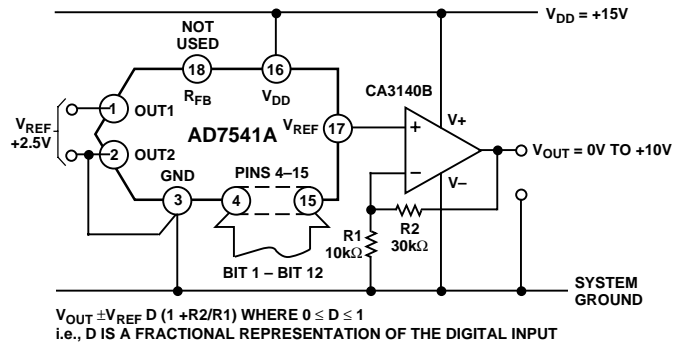 V_DD = +15V
NOT
USED
18
16
CA3140B
R_FB
V_DD
V+
1
OUT1
V_REF
+2.5V
AD7541A
V_REF
17
+
V_OUT = 0V TO +10V
2
OUT2
–
V–
GND
PINS 4–15
3
4
15
R1
10kΩ
R2
30kΩ
BIT 1 – BIT 12
SYSTEM
GROUND
V_OUT ±V_REF D (1 +R2/R1) WHERE 0 ≤ D ≤ 1
i.e., D IS A FRACTIONAL REPRESENTATION OF THE DIGITAL INPUT